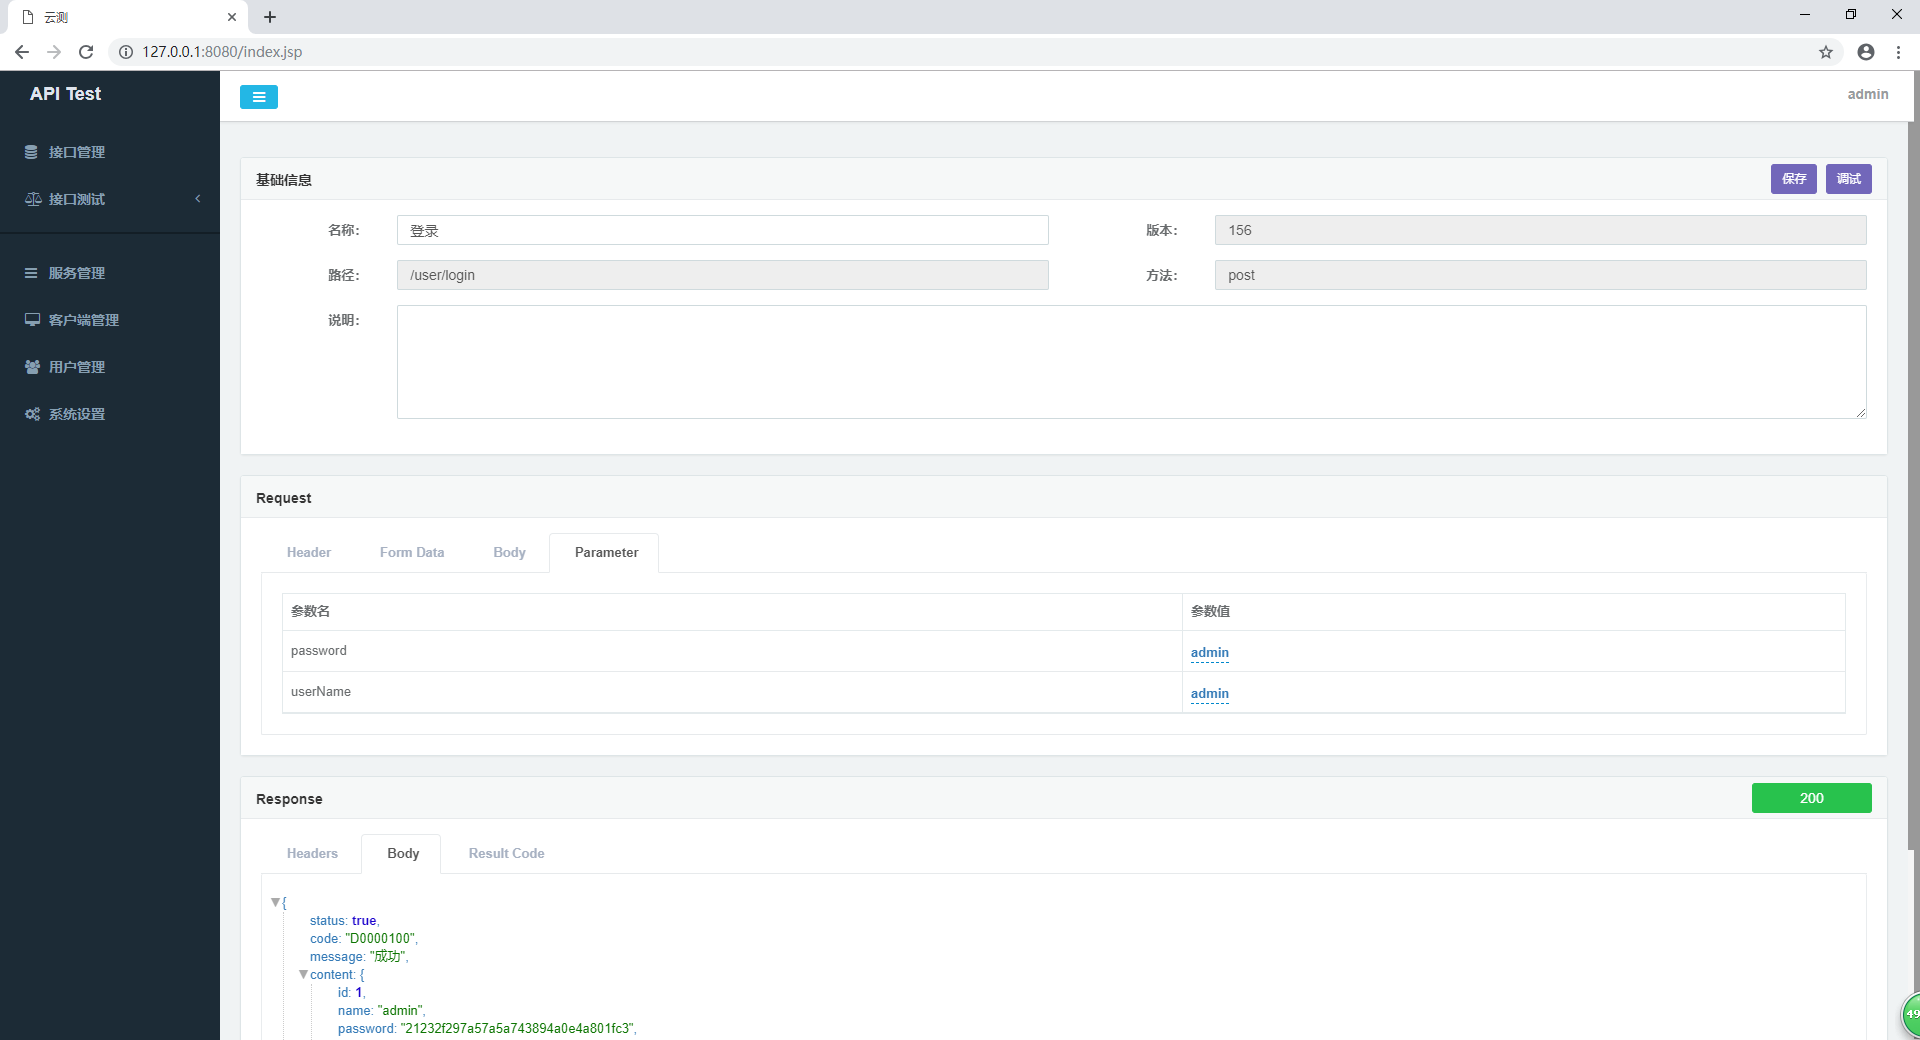 云测
127.0.0.1:8080/index.jsp
API Test
admin
接口管理
接口测试
服务管理
客户端管理
用户管理
系统设置
基础信息
保存
调试
名称：
登录
版本：
156
路径：
/user/login
方法：
post
说明：
Request
Header
Form Data
Body
Parameter
参数名
参数值
password
admin
userName
admin
Response
200
Headers
Body
Result Code
{
status: true,
code: "D0000100",
message: "成功",
content: {
id: 1,
name: "admin",
password: "21232f297a57a5a743894a0e4a801fc3",
49